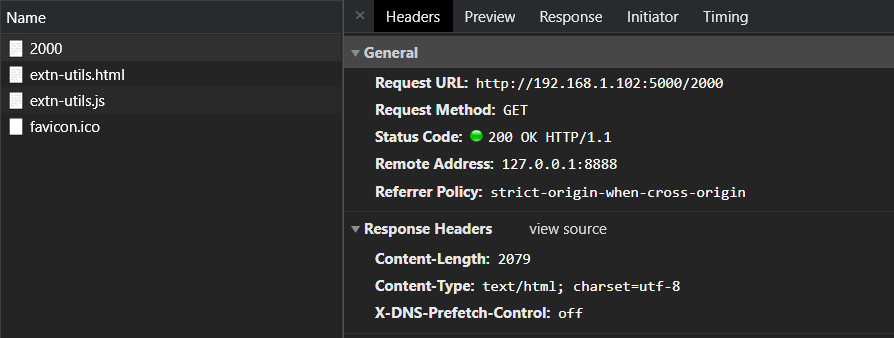 Name
2000
extn-utils.html
extn-utils.js
favicon.ico
× Headers Preview Response Initiator Timing
General
Request URL: http://192.168.1.102:5000/2000
Request Method: GET
Status Code: 200 OK HTTP/1.1
Remote Address: 127.0.0.1:8888
Referrer Policy: strict-origin-when-cross-origin
Response Headers view source
Content-Length: 2079
Content-Type: text/html; charset=utf-8
X-DNS-Prefetch-Control: off